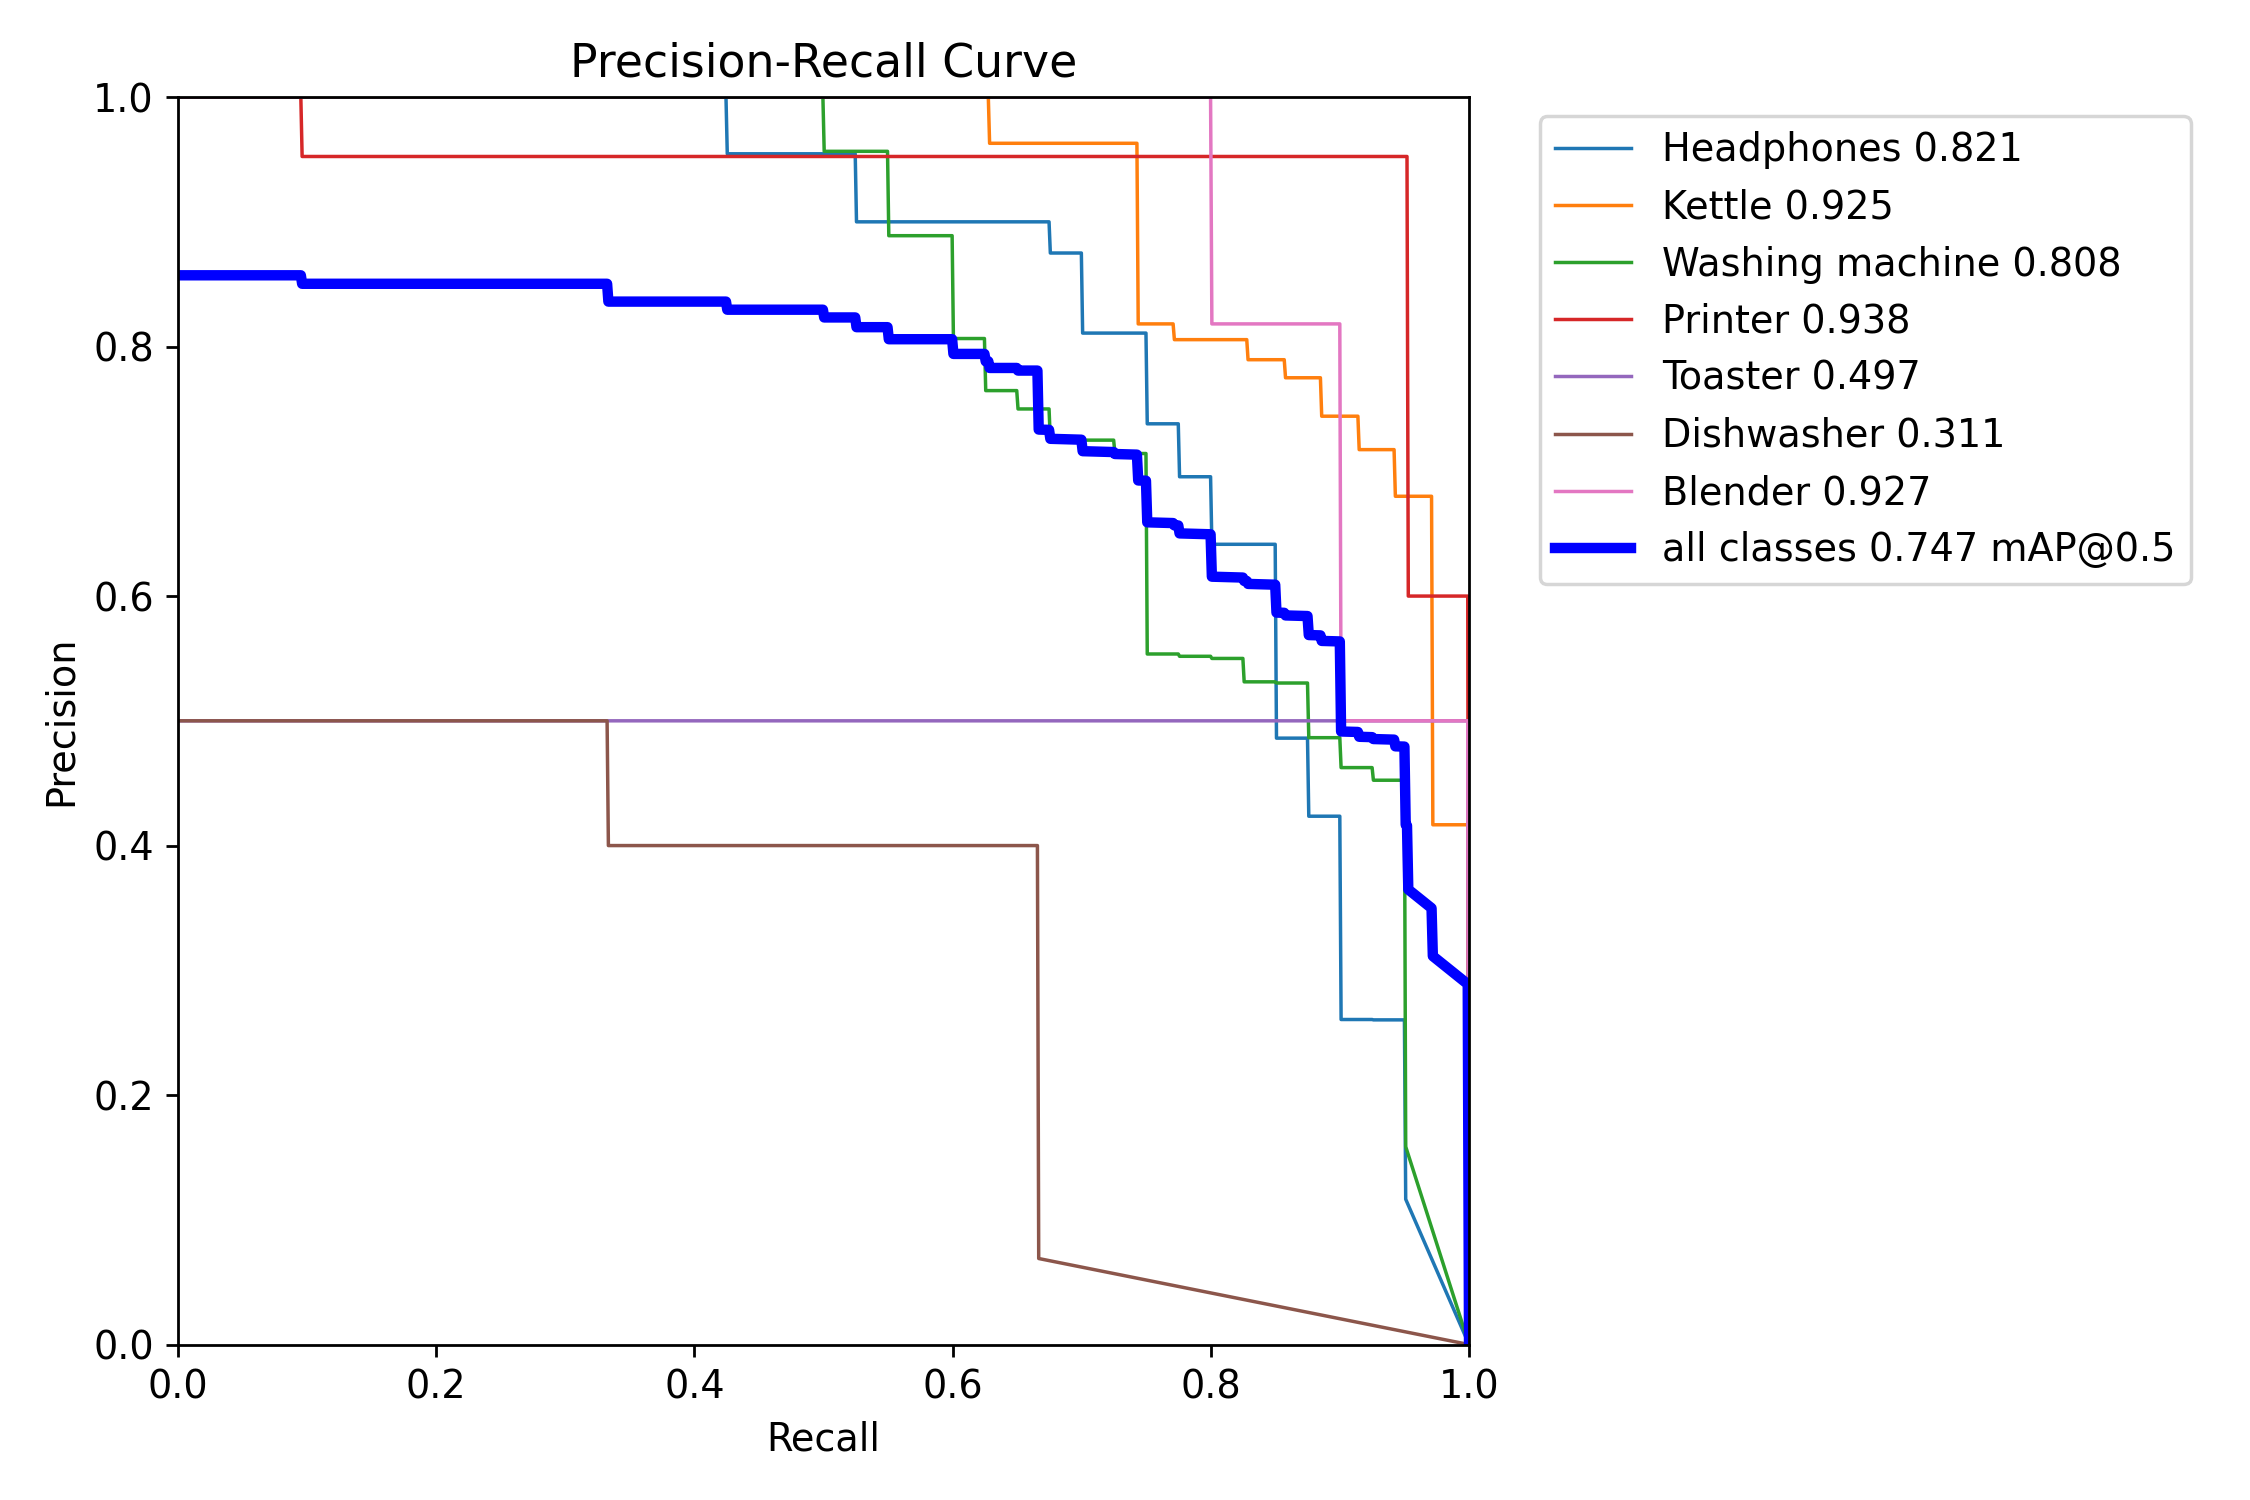 Precision-Recall Curve
1.0
0.8
0.6
0.4
0.2
0.0
Precision
0.0 0.2 0.4 0.6 0.8 1.0
Recall
Headphones 0.821
Kettle 0.925
Washing machine 0.808
Printer 0.938
Toaster 0.497
Dishwasher 0.311
Blender 0.927
all classes 0.747 mAP@0.5